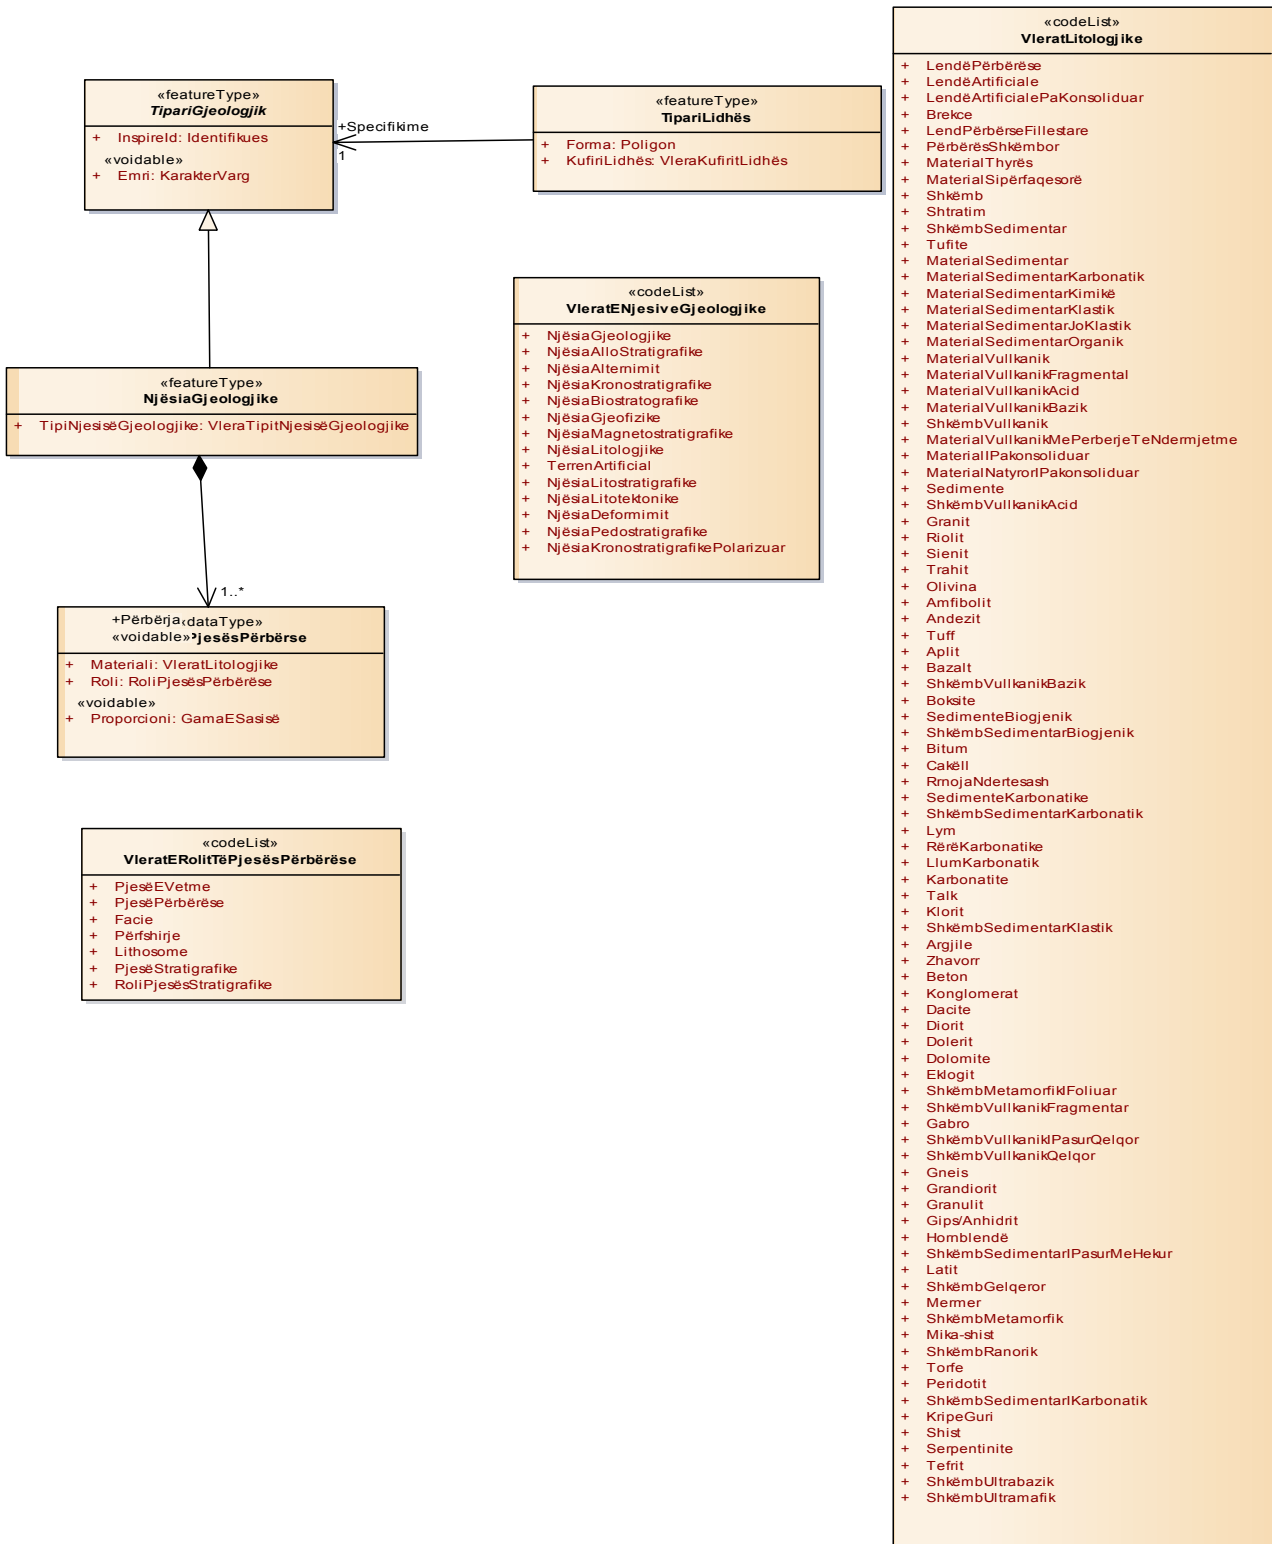 «featureType»
TipariGjeologjik
+ InspireId: Identifikues
«voidable»
+ Emri: KarakterVarg
+Specifikime
1
«featureType»
TipariLidhës
+ Forma: Poligon
+ KufiriLidhës: VleraKufiritLidhës
«featureType»
NjësiaGjeologjike
+ TipiNjesisëGjeologjike: VleraTipitNjesisëGjeologjike
1..*
+Përbërja «dataType»
«voidable» PjesësPërbërse
+ Materiali: VleratLitologjike
+ Roli: RoliPjesësPërbërëse
«voidable»
+ Proporcioni: GamaESasisë
«codeList»
VleratERolitTëPjesësPërbërëse
+ PjesëEVetme
+ PjesëPërbërëse
+ Facie
+ Përfshirje
+ Lithosome
+ PjesëStratigrafike
+ RoliPjesësStratigrafike
«codeList»
VleratENjesiveGjeologjike
+ NjësiaGjeologjike
+ NjësiaAlloStratigrafike
+ NjësiaAlternimit
+ NjësiaKronostratigrafike
+ NjësiaBiostratografike
+ NjësiaGjeofizike
+ NjësiaMagnetostratigrafike
+ NjësiaLitologjike
+ TerrenArtificial
+ NjësiaLitostratigrafike
+ NjësiaLitotektonike
+ NjësiaDeformimit
+ NjësiaPedostratigrafike
+ NjësiaKronostratigrafikePolarizuar
«codeList»
VleratLitologjike
+ LendëPërbërëse
+ LendëArtificiale
+ LendëArtificialePaKonsoliduar
+ Brekce
+ LendPërbërseFillestare
+ PërbërësShkëmbor
+ MaterialThyrës
+ MaterialSipërfaqesorë
+ Shkëmb
+ Shtratim
+ ShkëmbSedimentar
+ Tufite
+ MaterialSedimentar
+ MaterialSedimentarKarbonatik
+ MaterialSedimentarKimikë
+ MaterialSedimentarKlastik
+ MaterialSedimentarJoKlastik
+ MaterialSedimentarOrganik
+ MaterialVullkanik
+ MaterialVullkanikFragmental
+ MaterialVullkanikAcid
+ MaterialVullkanikBazik
+ ShkëmbVullkanik
+ MaterialVullkanikMePerberjeTeNdermjetme
+ MaterialIPakonsoliduar
+ MaterialNatyrorIPakonsoliduar
+ Sedimente
+ ShkëmbVullkanikAcid
+ Granit
+ Riolit
+ Sienit
+ Trahit
+ Olivina
+ Amfibolit
+ Andezit
+ Tuff
+ Aplit
+ Bazalt
+ ShkëmbVullkanikBazik
+ Boksite
+ SedimenteBiogjenik
+ ShkëmbSedimentarBiogjenik
+ Bitum
+ Cakëll
+ RrnojaNdertesash
+ SedimenteKarbonatike
+ ShkëmbSedimentarKarbonatik
+ Lym
+ RërëKarbonatike
+ LlumKarbonatik
+ Karbonatite
+ Talk
+ Klorit
+ ShkëmbSedimentarKlastik
+ Argjile
+ Zhavorr
+ Beton
+ Konglomerat
+ Dacite
+ Diorit
+ Dolerit
+ Dolomite
+ Eklogit
+ ShkëmbMetamorfikIFoliuar
+ ShkëmbVullkanikFragmentar
+ Gabro
+ ShkëmbVullkanikIPasurQelqor
+ ShkëmbVullkanikQelqor
+ Gneis
+ Grandiorit
+ Granulit
+ Gips/Anhidrit
+ Hornblendë
+ ShkëmbSedimentarIPasurMeHekur
+ Latit
+ ShkëmbGelqeror
+ Mermer
+ ShkëmbMetamorfik
+ Mika-shist
+ ShkëmbRanorik
+ Torfe
+ Peridotit
+ ShkëmbSedimentarIKarbonatik
+ KripeGuri
+ Shist
+ Serpentinite
+ Tefrit
+ ShkëmbUltrabazik
+ ShkëmbUltramafik